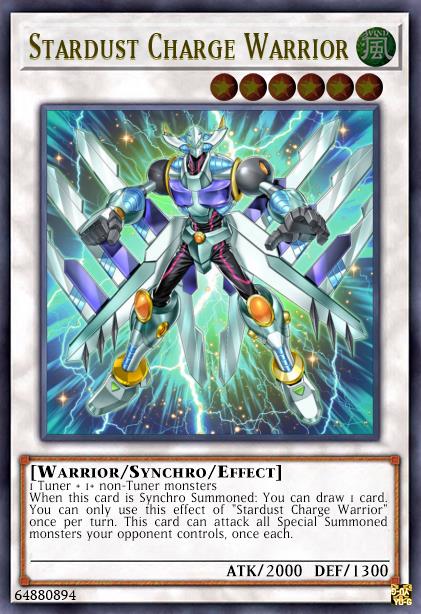 STARDUST CHARGE WARRIOR
WIND
風
[WARRIOR/SYNCHRO/EFFECT]
1 Tuner + 1+ non-Tuner monsters
When this card is Synchro Summoned: You can draw 1 card.
You can only use this effect of "Stardust Charge Warrior"
once per turn. This card can attack all Special Summoned
monsters your opponent controls, once each.
ATK/2000 DEF/1300
64880894